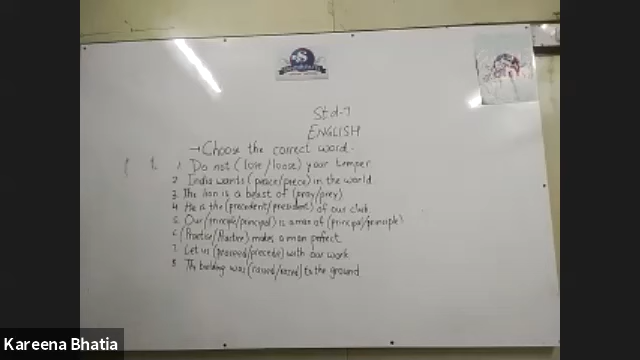 Std-7
ENGLISH
→ Choose the correct word.
1. Do not (lose/loose) your temper
2. India wants (peace/piece) in the world
3. The lion is a beast of (pray/prey)
4. He is the (precedent/president) of our club.
5. Our (principle/principal) is a man of (principal/principle)
6. (Practice/Practise) makes a man perfect
7. Let us (proceed/precede) with our work
8. The building was (raised/razed) to the ground
Kareena Bhatia